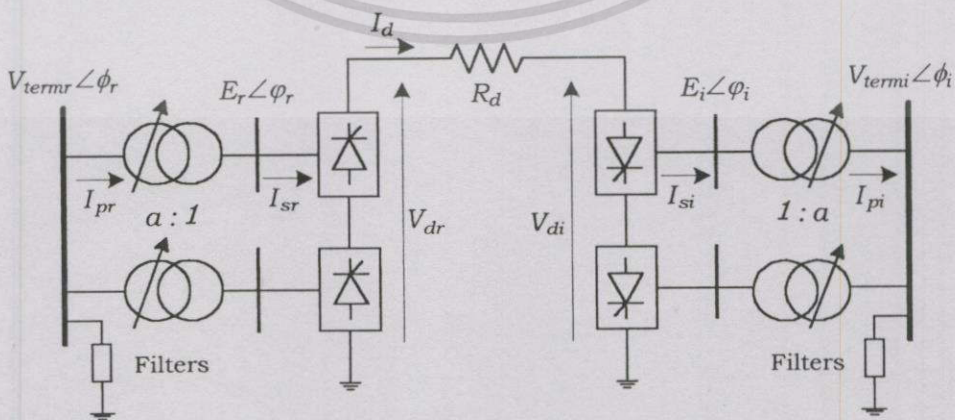 I_d
V_termr∠ϕ_r
E_r∠φ_r
R_d
E_i∠φ_i
V_termi∠ϕ_i
I_pr
a : 1
I_sr
V_dr
V_di
I_si
1 : a
I_pi
Filters
Filters